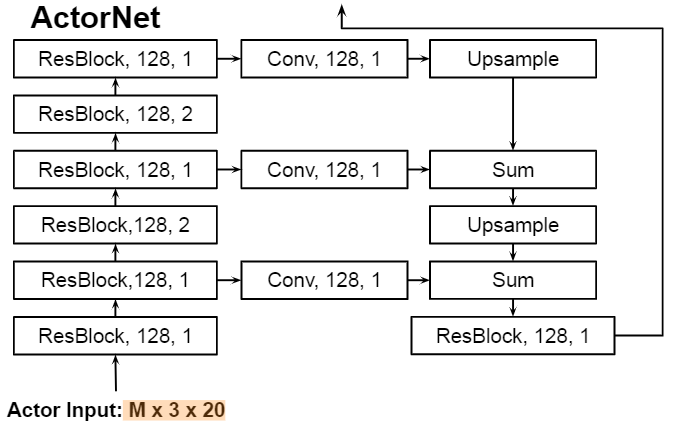 ActorNet
ResBlock, 128, 1
Conv, 128, 1
Upsample
ResBlock, 128, 2
ResBlock, 128, 1
Conv, 128, 1
Sum
ResBlock,128, 2
Upsample
ResBlock,128, 1
Conv, 128, 1
Sum
ResBlock, 128, 1
ResBlock, 128, 1
Actor Input: M x 3 x 20